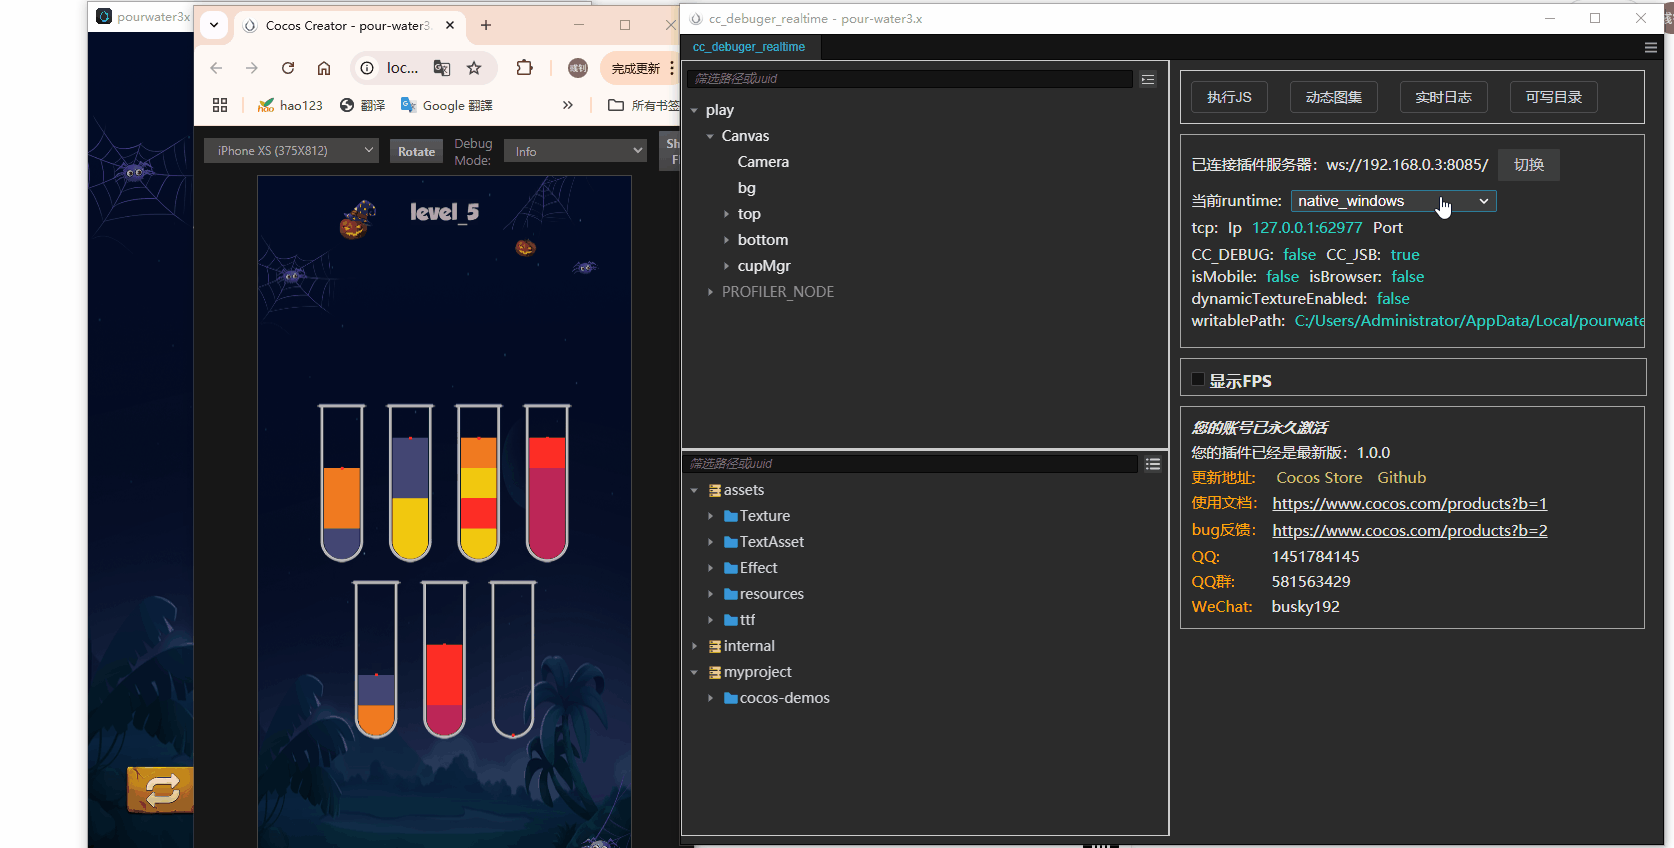 pourwater3.x
Cocos Creator - pour-water3.
loc...
完成更新
hao123
翻译
Google 翻譯
所有书签
iPhone XS (375X812)
Rotate
Debug Mode:
Info
Sh
F
level_5
cc_debuger_realtime - pour-water3.x
cc_debuger_realtime
筛选路径或uuid
play
Canvas
Camera
bg
top
bottom
cupMgr
PROFILER_NODE
筛选路径或uuid
assets
Texture
TextAsset
Effect
resources
ttf
internal
myproject
cocos-demos
执行JS
动态图集
实时日志
可写目录
已连接插件服务器：ws://192.168.0.3:8085/ 切换
当前runtime: native_windows
tcp: Ip 127.0.0.1:62977 Port
CC_DEBUG: false CC_JSB: true
isMobile: false isBrowser: false
dynamicTextureEnabled: false
writablePath: C:/Users/Administrator/AppData/Local/pourwate
显示FPS
您的账号已永久激活
您的插件已经是最新版：1.0.0
更新地址: Cocos Store Github
使用文档: https://www.cocos.com/products?b=1
bug反馈: https://www.cocos.com/products?b=2
QQ: 1451784145
QQ群: 581563429
WeChat: busky192